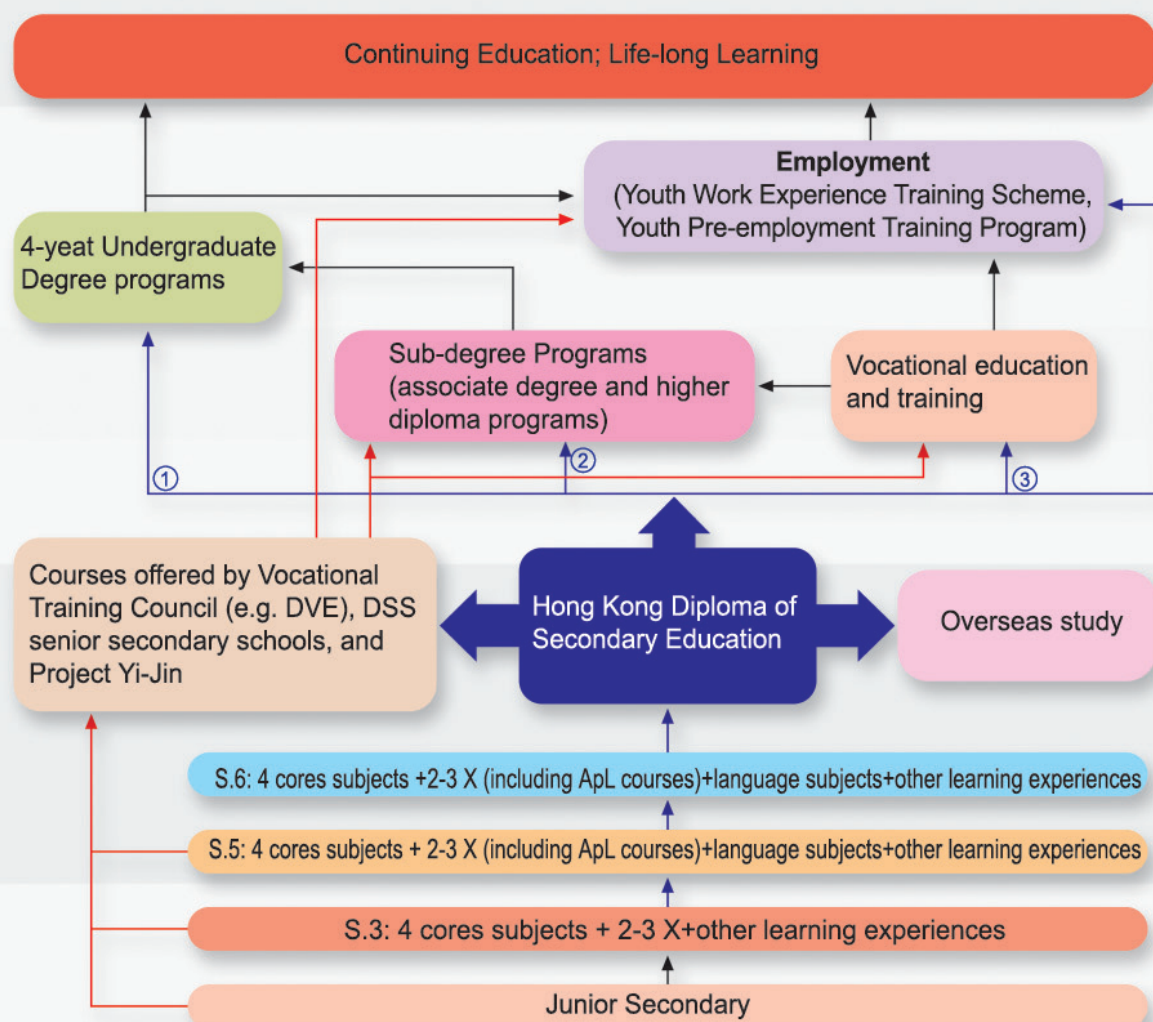 Continuing Education; Life-long Learning
Employment
(Youth Work Experience Training Scheme,
Youth Pre-employment Training Program)
4-yeat Undergraduate
Degree programs
Sub-degree Programs
(associate degree and higher
diploma programs)
Vocational education
and training
①
②
③
Courses offered by Vocational
Training Council (e.g. DVE), DSS
senior secondary schools, and
Project Yi-Jin
Hong Kong Diploma of
Secondary Education
Overseas study
S.6: 4 cores subjects +2-3 X (including ApL courses)+language subjects+other learning experiences
S.5: 4 cores subjects + 2-3 X (including ApL courses)+language subjects+other learning experiences
S.3: 4 cores subjects + 2-3 X+other learning experiences
Junior Secondary